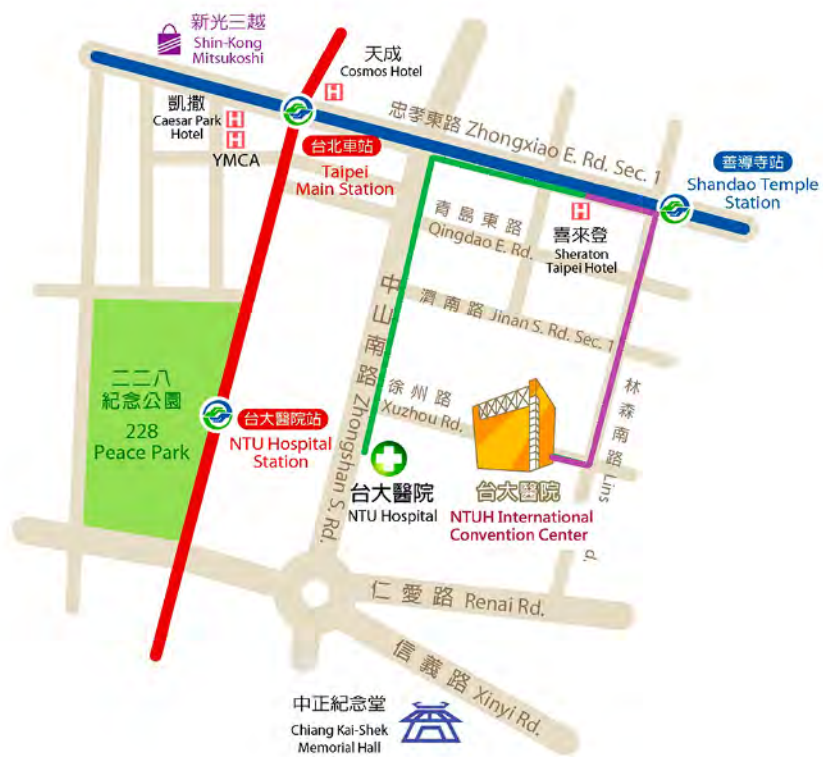 新光三越
Shin-Kong
Mitsukoshi
天成
Cosmos Hotel
凱撒
Caesar Park
Hotel
YMCA
台北車站
Taipei
Main Station
忠孝東路 Zhongxiao E. Rd. Sec. 1
善導寺站
Shandao Temple
Station
青島東路
Qingdao E. Rd.
喜來登
Sheraton
Taipei Hotel
濟南路 Jinan S. Rd. Sec. 1
中山南路 Zhongshan S. Rd.
二二八
紀念公園
228
Peace Park
台大醫院站
NTU Hospital
Station
徐州路
Xuzhou Rd.
林森南路 Lins
d.
台大醫院
NTU Hospital
台大醫院
NTUH International
Convention Center
仁愛路 Renai Rd.
信義路 Xinyi Rd.
中正紀念堂
Chiang Kai-Shek
Memorial Hall
H
H
H
H